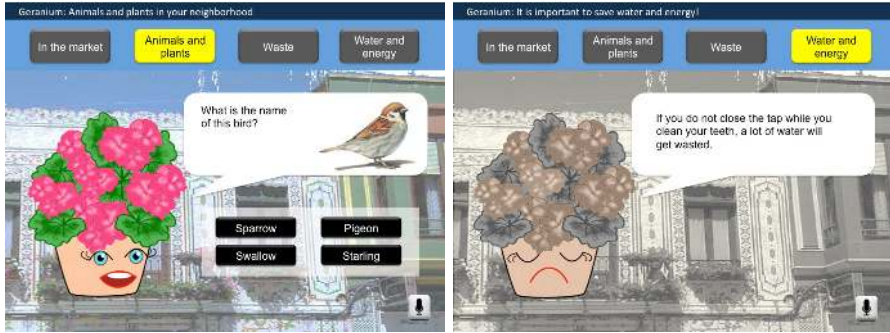 Geranium: Animals and plants in your neighborhood
In the market
Animals and
plants
Waste
Water and
energy
What is the name
of this bird?
Sparrow
Pigeon
Swallow
Starling
Geranium: It is important to save water and energy!
In the market
Animals and
plants
Waste
Water and
energy
If you do not close the tap while you
clean your teeth, a lot of water will
get wasted.